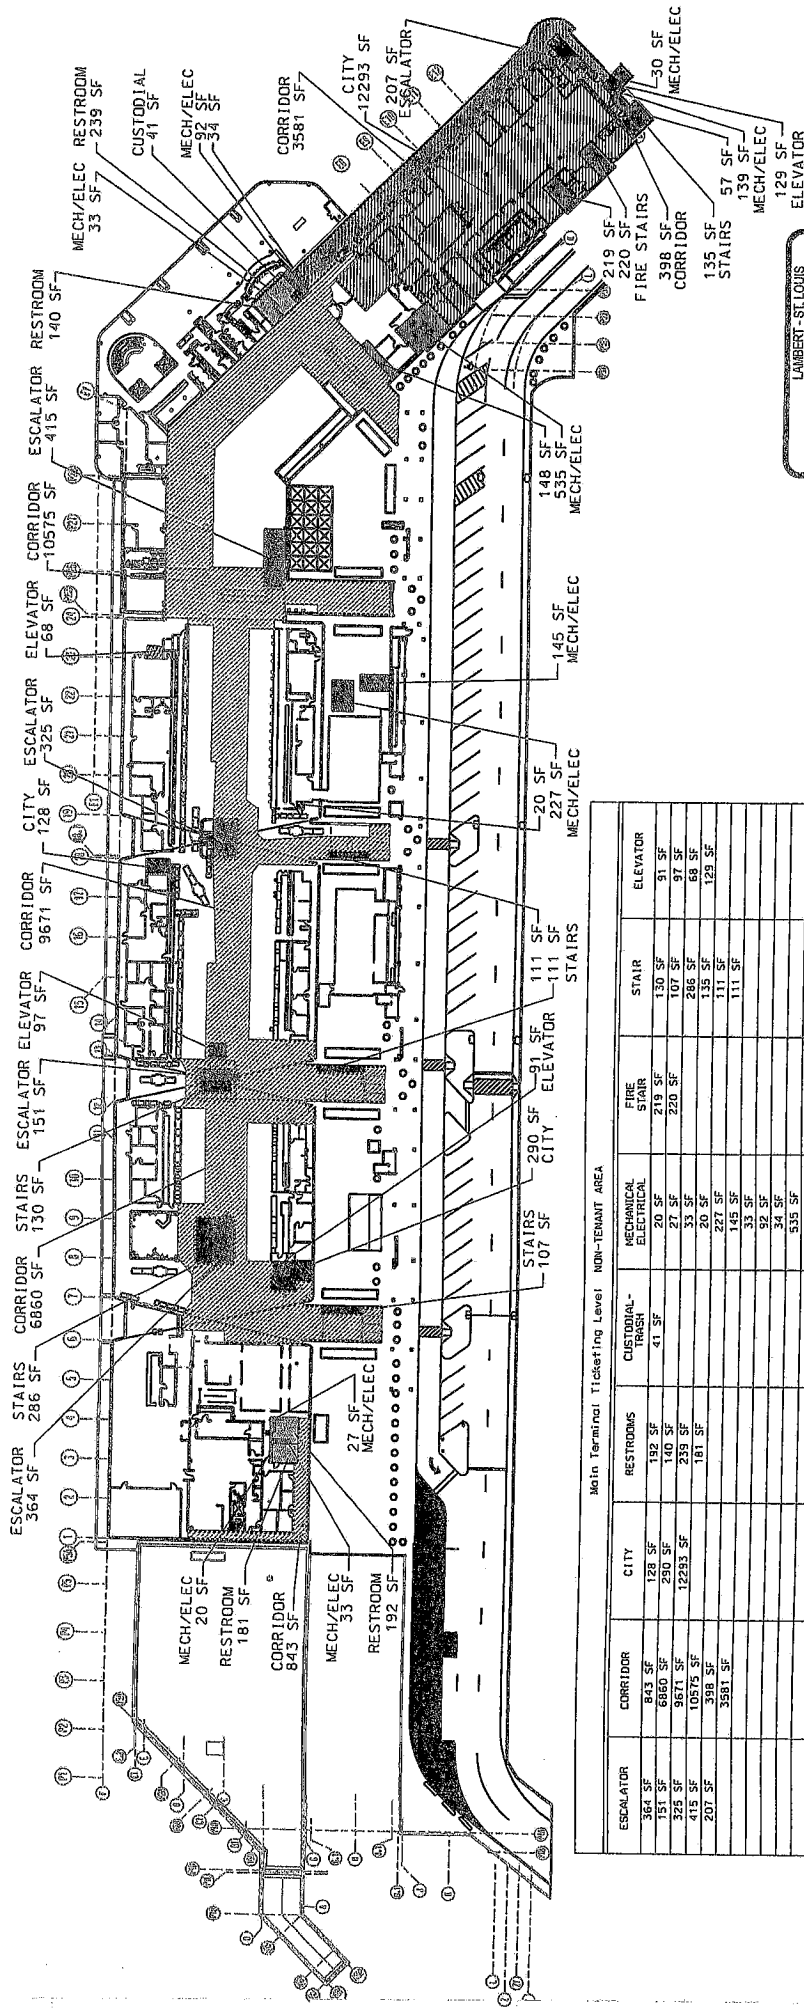 ESCALATOR
364 SF
STAIRS
286 SF
CORRIDOR
6860 SF
STAIRS
130 SF
ESCALATOR
151 SF
ELEVATOR
97 SF
CORRIDOR
9671 SF
CITY
128 SF
ESCALATOR
325 SF
ELEVATOR
68 SF
CORRIDOR
10575 SF
ESCALATOR
415 SF
RESTROOM
140 SF
MECH/ELEC
33 SF
RESTROOM
239 SF
CUSTODIAL
41 SF
MECH/ELEC
92 SF
34 SF
CORRIDOR
3581 SF
CITY
12293 SF
207 SF
ESCALATOR
MECH/ELEC
20 SF
RESTROOM
181 SF
CORRIDOR
843 SF
MECH/ELEC
33 SF
RESTROOM
192 SF
27 SF
MECH/ELEC
STAIRS
107 SF
290 SF
CITY
91 SF
ELEVATOR
111 SF
111 SF
STAIRS
20 SF
227 SF
MECH/ELEC
145 SF
MECH/ELEC
148 SF
535 SF
MECH/ELEC
219 SF
220 SF
FIRE STAIRS
398 SF
CORRIDOR
135 SF
STAIRS
57 SF
139 SF
MECH/ELEC
129 SF
ELEVATOR
30 SF
MECH/ELEC
LAMBERT-ST.LOUIS
Main Terminal Ticketing Level NON-TENANT AREA
ESCALATOR CORRIDOR CITY RESTROOMS CUSTODIAL-TRASH MECHANICAL ELECTRICAL FIRE STAIR STAIR ELEVATOR
364 SF 843 SF 128 SF 192 SF 41 SF 20 SF 219 SF 130 SF 91 SF
151 SF 6860 SF 290 SF 140 SF 27 SF 220 SF 107 SF 97 SF
325 SF 9671 SF 12293 SF 239 SF 33 SF 286 SF 68 SF
415 SF 10575 SF 181 SF 20 SF 135 SF 129 SF
207 SF 398 SF 227 SF 111 SF
3581 SF 145 SF 111 SF
33 SF
92 SF
34 SF
535 SF